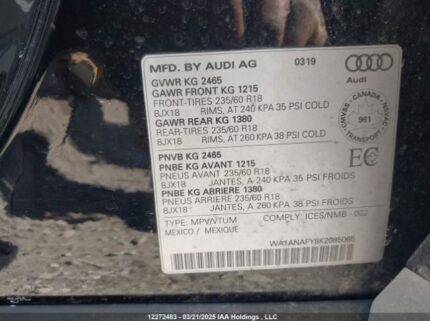 MFD. BY AUDI AG 0319
Audi
GVWR KG 2465
GAWR FRONT KG 1215
FRONT-TIRES 235/60 R18
8JX18 RIMS, AT 240 KPA 35 PSI COLD
GAWR REAR KG 1380
REAR-TIRES 235/60 R18
8JX18 RIMS, AT 260 KPA 38 PSI COLD
CMVSS - CANADA - NSVAC
961
TRANSPORT
PNVB KG 2465
EC
PNBE KG AVANT 1215
PNEUS AVANT 235/60 R18
8JX18 JANTES, A 240 KPA 35 PSI FROIDS
PNBE KG ARRIERE 1380
PNEUS ARRIERE 235/60 R18
8JX18 JANTES, A 260 KPA 38 PSI FROIDS
TYPE: MPV/VTUM COMPLY: ICES/NMB - 002
MEXICO / MEXIQUE
WA1ANAFY8K2085065
12272483 - 03/21/2025 IAA Holdings , LLC